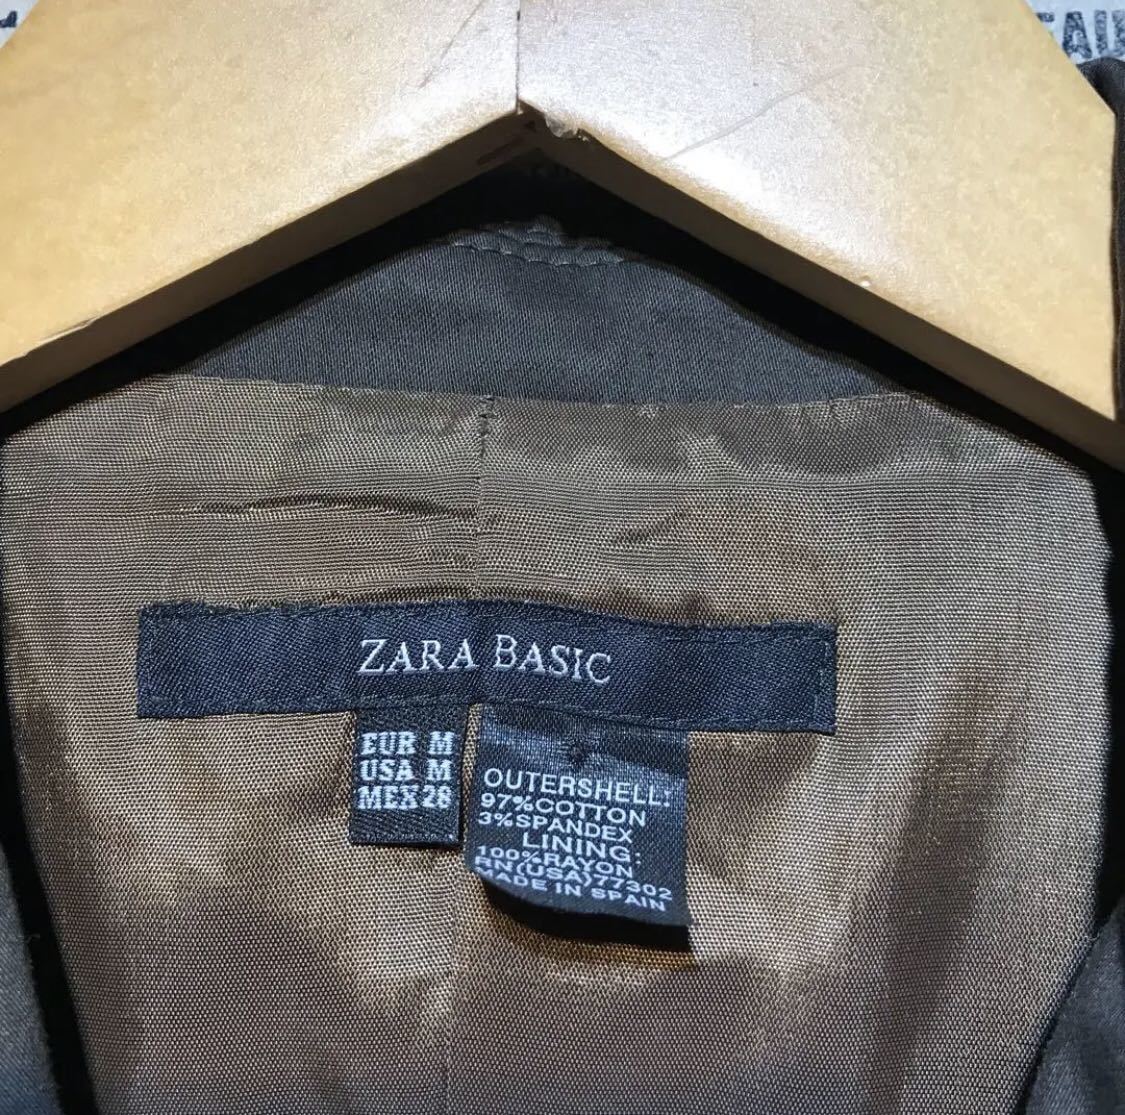 ZARA BASIC
EUR M
USA M
MEX 28
OUTERSHELL:
97%COTTON
3%SPANDEX
LINING:
100%RAYON
RN(USA)77302
MADE IN SPAIN